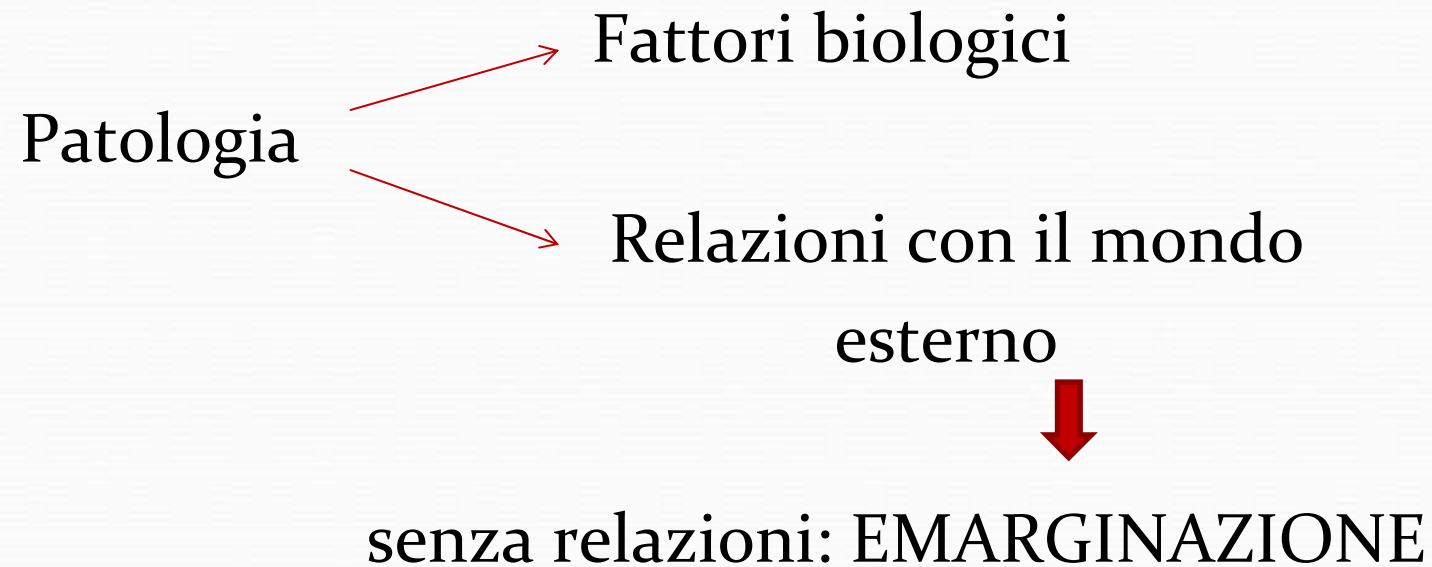 Fattori biologici
Patologia
Relazioni con il mondo
esterno
senza relazioni: EMARGINAZIONE